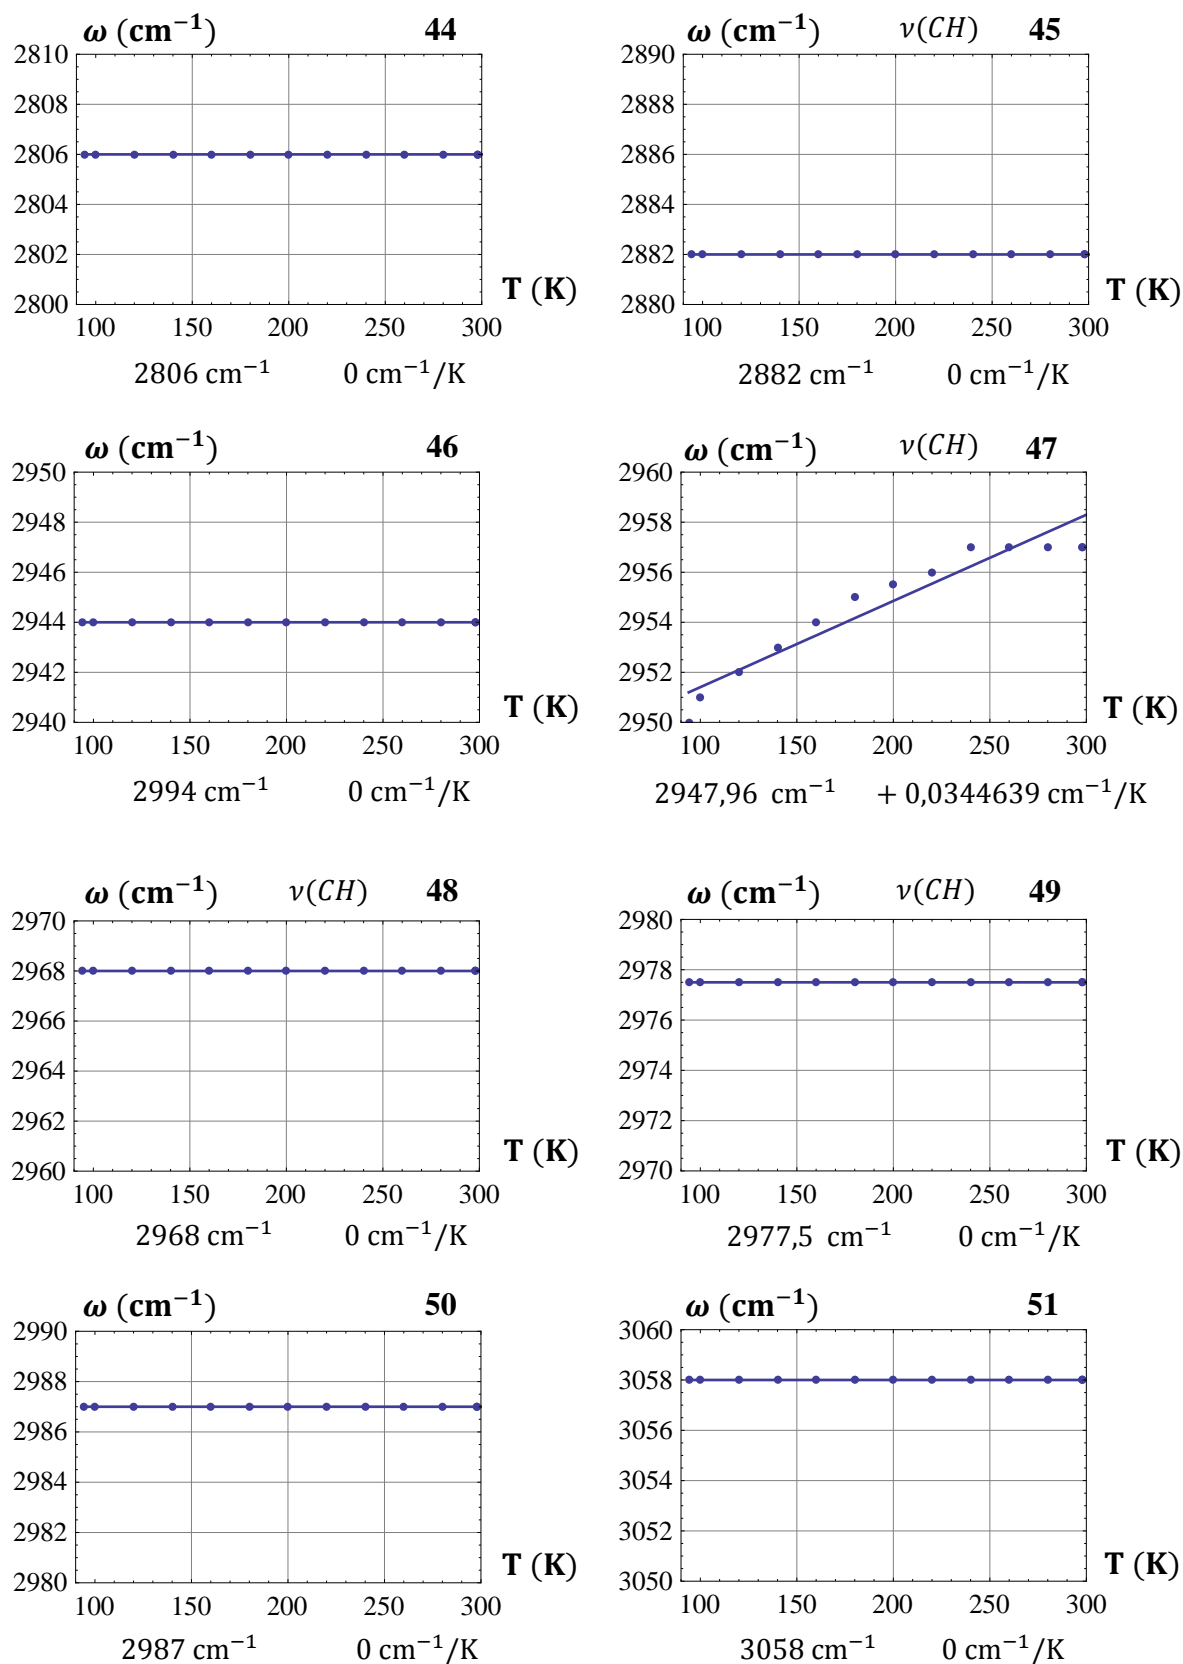 ω (cm⁻¹) 44
2810
2808
2806
2804
2802
2800
T (K)
100 150 200 250 300
2806 cm⁻¹ 0 cm⁻¹/K
ω (cm⁻¹) ν(CH) 45
2890
2888
2886
2884
2882
2880
T (K)
100 150 200 250 300
2882 cm⁻¹ 0 cm⁻¹/K
ω (cm⁻¹) 46
2950
2948
2946
2944
2942
2940
T (K)
100 150 200 250 300
2994 cm⁻¹ 0 cm⁻¹/K
ω (cm⁻¹) ν(CH) 47
2960
2958
2956
2954
2952
2950
T (K)
100 150 200 250 300
2947,96 cm⁻¹ + 0,0344639 cm⁻¹/K
ω (cm⁻¹) ν(CH) 48
2970
2968
2966
2964
2962
2960
T (K)
100 150 200 250 300
2968 cm⁻¹ 0 cm⁻¹/K
ω (cm⁻¹) ν(CH) 49
2980
2978
2976
2974
2972
2970
T (K)
100 150 200 250 300
2977,5 cm⁻¹ 0 cm⁻¹/K
ω (cm⁻¹) 50
2990
2988
2986
2984
2982
2980
T (K)
100 150 200 250 300
2987 cm⁻¹ 0 cm⁻¹/K
ω (cm⁻¹) 51
3060
3058
3056
3054
3052
3050
T (K)
100 150 200 250 300
3058 cm⁻¹ 0 cm⁻¹/K